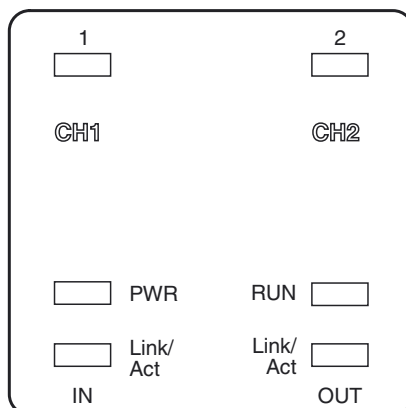 1 2
CH1 CH2
PWR RUN
Link/ Link/
Act Act
IN OUT